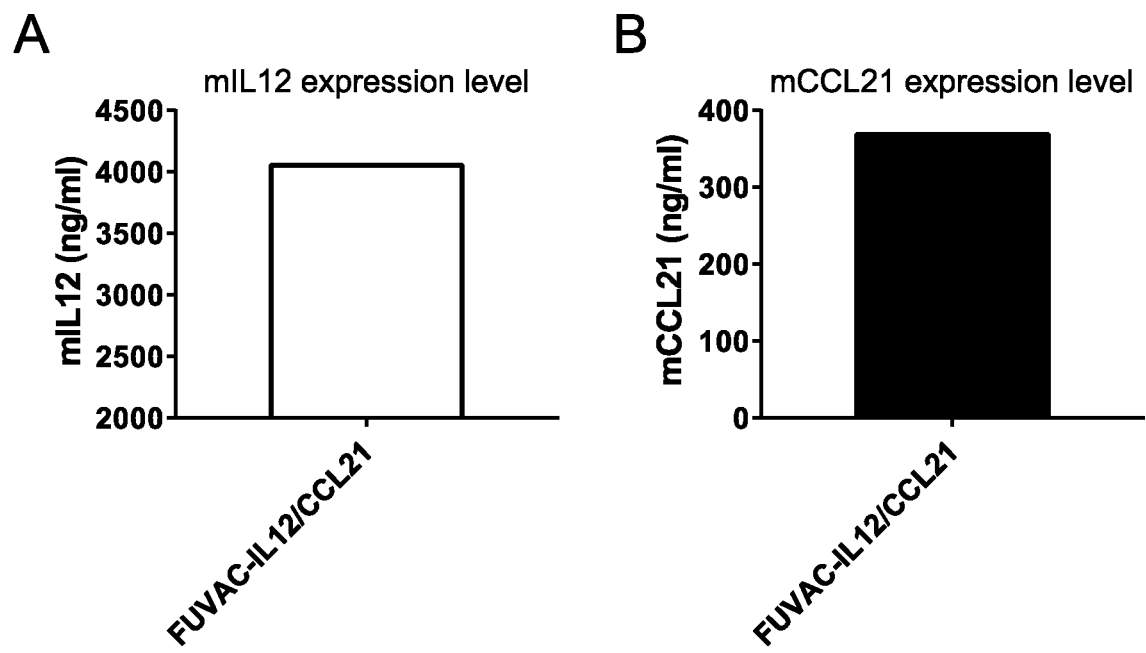 A
mIL12 expression level
mIL12 (ng/ml)
4500
4000
3500
3000
2500
2000
FUVAC-IL12/CCL21
B
mCCL21 expression level
mCCL21 (ng/ml)
400
300
200
100
0
FUVAC-IL12/CCL21